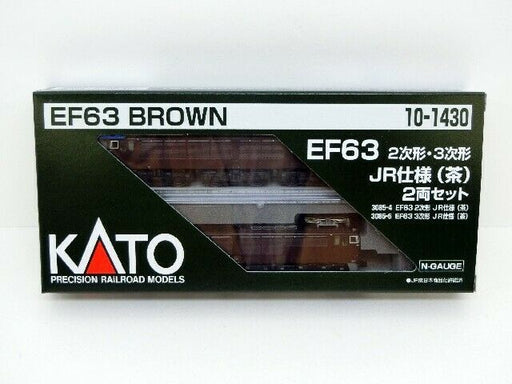 EF63 BROWN
10-1430
EF63 2次形・3次形
JR仕様(茶)
2両セット
3085-4 EF63 2次形 JR仕様(茶)
3085-6 EF63 3次形 JR仕様(茶)
KATO
PRECISION RAILROAD MODELS
N-GAUGE